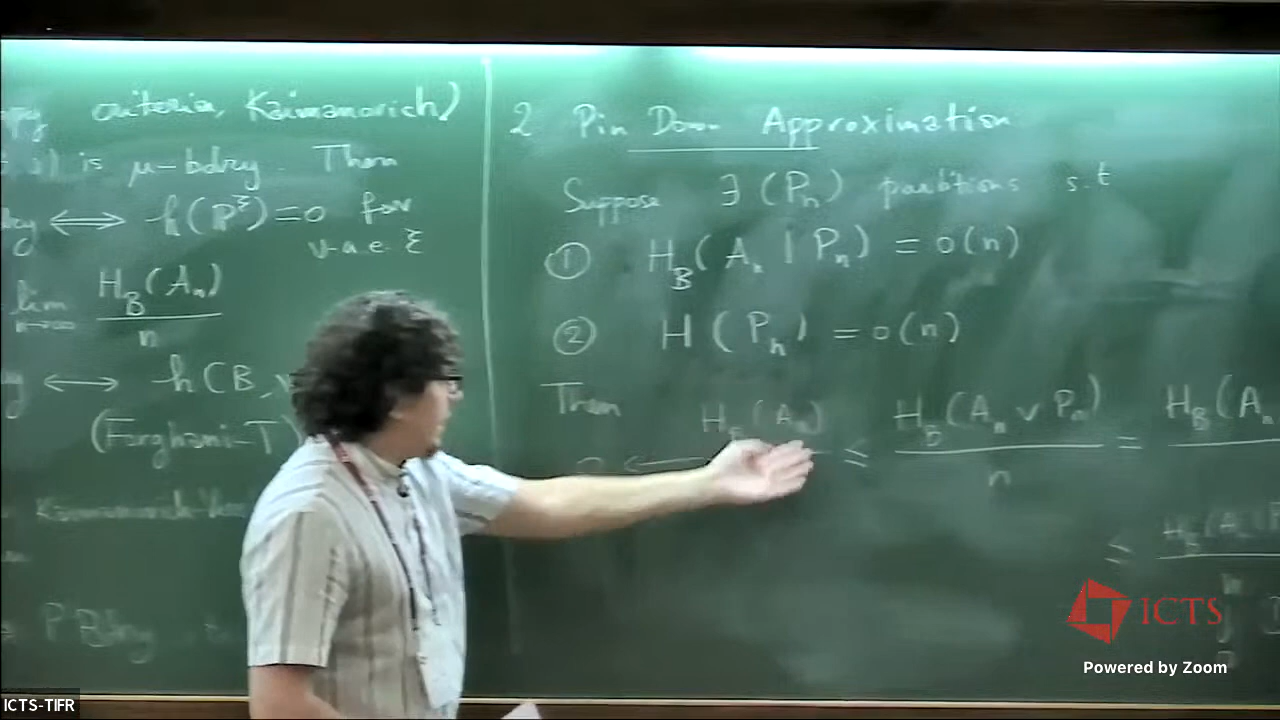 criteria, Kaimanovich)
is μ-bdry. Then
⟺ h(P^ξ) = 0 for
ν-a.e. ξ
lim H_B(A_n)
n→∞ n
⟷ h(B,
(Forghani-T)
P Bdry
2 Pin Down Approximation
Suppose ∃ (P_n) partitions s.t
① H_B(A_n | P_n) = o(n)
② H(P_n) = o(n)
Then
H_B(A_n) ≤ H_B(A_n ∨ P_n) = H_B(A_n
n
≤
ICTS
Powered by Zoom
ICTS-TIFR